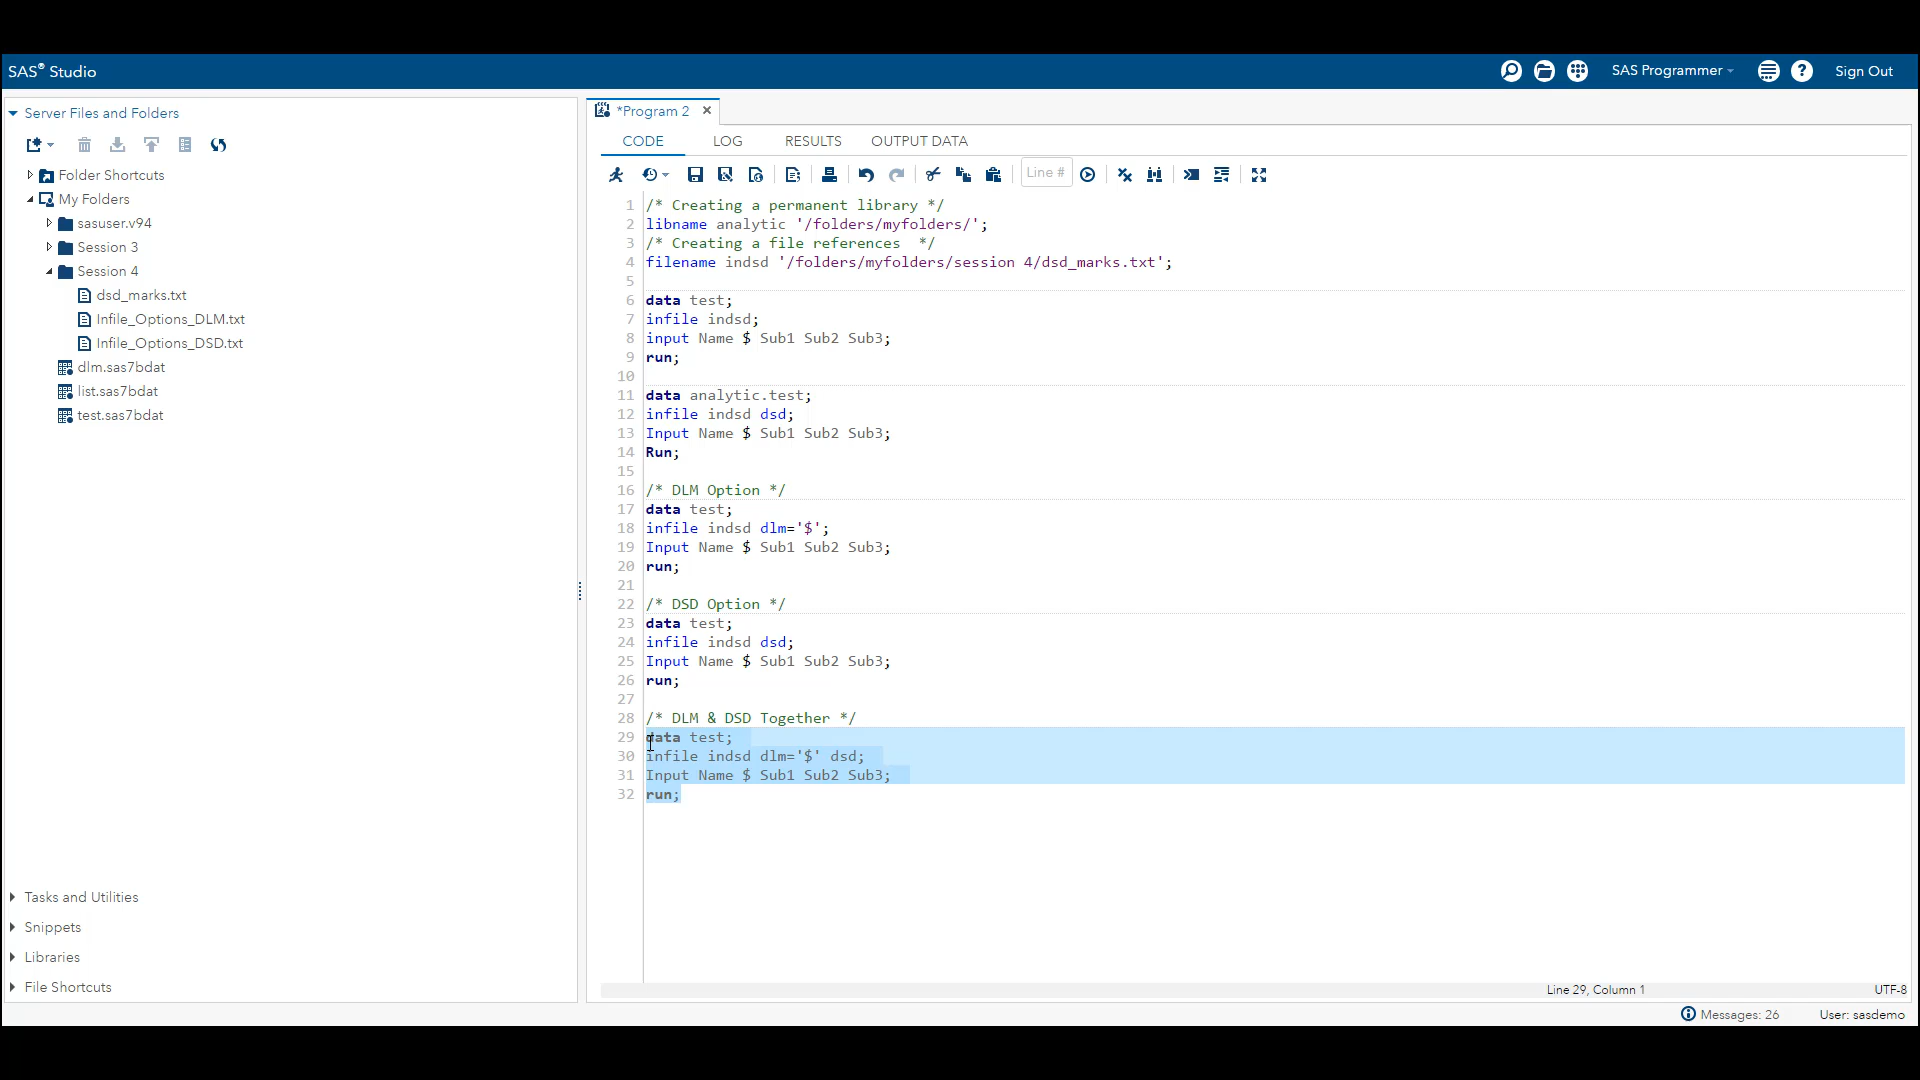 SAS® Studio
SAS Programmer
Sign Out
Server Files and Folders
Folder Shortcuts
My Folders
sasuser.v94
Session 3
Session 4
dsd_marks.txt
Infile_Options_DLM.txt
Infile_Options_DSD.txt
dlm.sas7bdat
list.sas7bdat
test.sas7bdat
Tasks and Utilities
Snippets
Libraries
File Shortcuts
*Program 2
CODE LOG RESULTS OUTPUT DATA
Line #
1 /* Creating a permanent library */
2 libname analytic '/folders/myfolders/';
3 /* Creating a file references  */
4 filename indsd '/folders/myfolders/session 4/dsd_marks.txt';
5
6 data test;
7 infile indsd;
8 input Name $ Sub1 Sub2 Sub3;
9 run;
10
11 data analytic.test;
12 infile indsd dsd;
13 Input Name $ Sub1 Sub2 Sub3;
14 Run;
15
16 /* DLM Option */
17 data test;
18 infile indsd dlm='$';
19 Input Name $ Sub1 Sub2 Sub3;
20 run;
21
22 /* DSD Option */
23 data test;
24 infile indsd dsd;
25 Input Name $ Sub1 Sub2 Sub3;
26 run;
27
28 /* DLM & DSD Together */
29 data test;
30 infile indsd dlm='$' dsd;
31 Input Name $ Sub1 Sub2 Sub3;
32 run;
Line 29, Column 1
UTF-8
Messages: 26
User: sasdemo